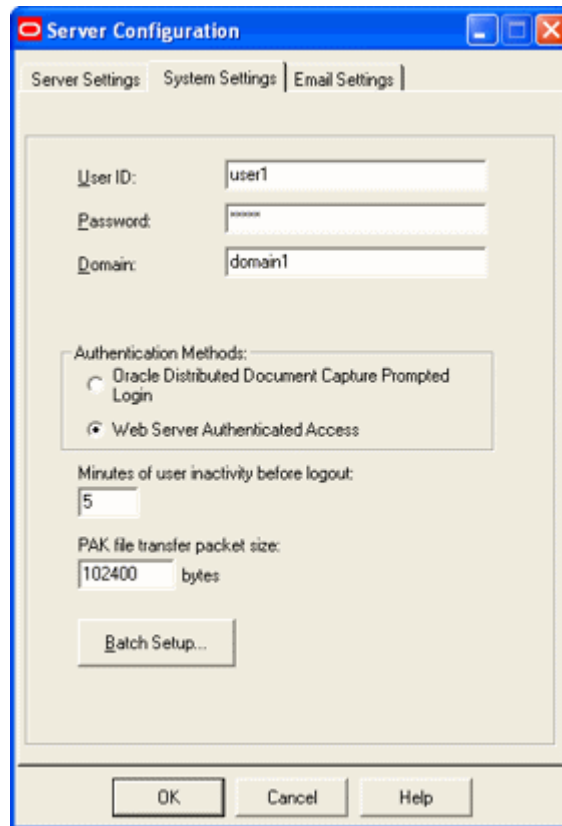 Server Configuration
Server Settings System Settings Email Settings
User ID: user1
Password: *****
Domain: domain1
Authentication Methods:
Oracle Distributed Document Capture Prompted
Login
Web Server Authenticated Access
Minutes of user inactivity before logout:
5
PAK file transfer packet size:
102400 bytes
Batch Setup...
OK Cancel Help